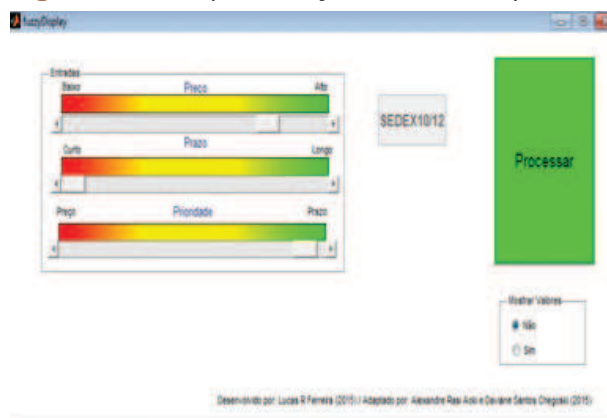 fuzzyDisplay
Entradas
Baixo Preço Alto
SEDEX10/12
Curto Prazo Longo
Processar
Preço Prioridade Prazo
Mostrar Valores
Não
Sim
Desenvolvido por: Lucas R Ferreira (2015) / Adaptado por: Alexandre Rasi Aoki e Daviane Santos Chegoski (2015)